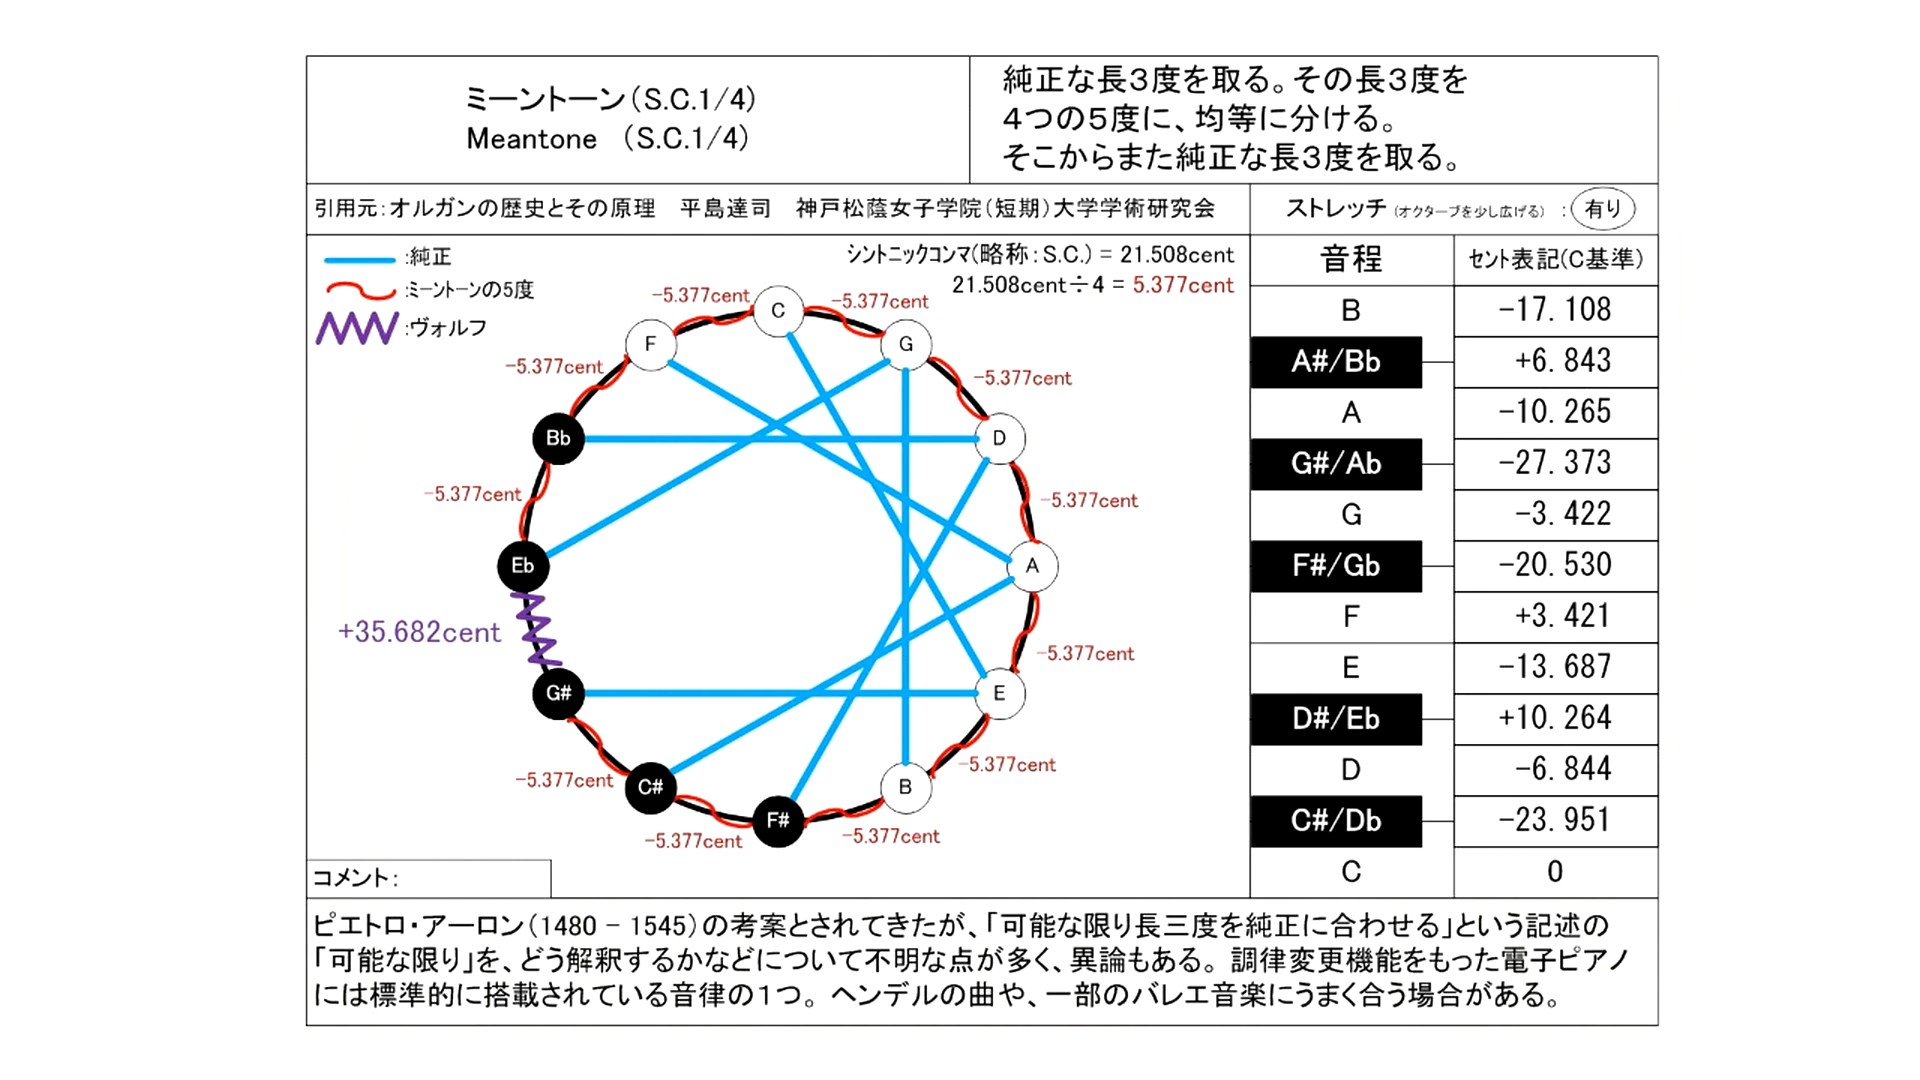 ミーントーン(S.C.1/4)
Meantone (S.C.1/4)
純正な長3度を取る。その長3度を
4つの5度に、均等に分ける。
そこからまた純正な長3度を取る。
引用元:オルガンの歴史とその原理 平島達司 神戸松蔭女子学院(短期)大学学術研究会
ストレッチ(オクターブを少し広げる) : 有り
:純正
:ミーントーンの5度
:ヴォルフ
シントニックコンマ(略称:S.C.) = 21.508cent
21.508cent÷4 = 5.377cent
-5.377cent
-5.377cent
C
F
G
-5.377cent
-5.377cent
Bb
D
-5.377cent
-5.377cent
Eb
A
+35.682cent
-5.377cent
G#
E
-5.377cent
-5.377cent
C#
B
F#
-5.377cent
-5.377cent
音程 セント表記(C基準)
B -17.108
A#/Bb +6.843
A -10.265
G#/Ab -27.373
G -3.422
F#/Gb -20.530
F +3.421
E -13.687
D#/Eb +10.264
D -6.844
C#/Db -23.951
C 0
コメント:
ピエトロ・アーロン(1480 - 1545)の考案とされてきたが、「可能な限り長三度を純正に合わせる」という記述の
「可能な限り」を、どう解釈するかなどについて不明な点が多く、異論もある。調律変更機能をもった電子ピアノ
には標準的に搭載されている音律の1つ。ヘンデルの曲や、一部のバレエ音楽にうまく合う場合がある。